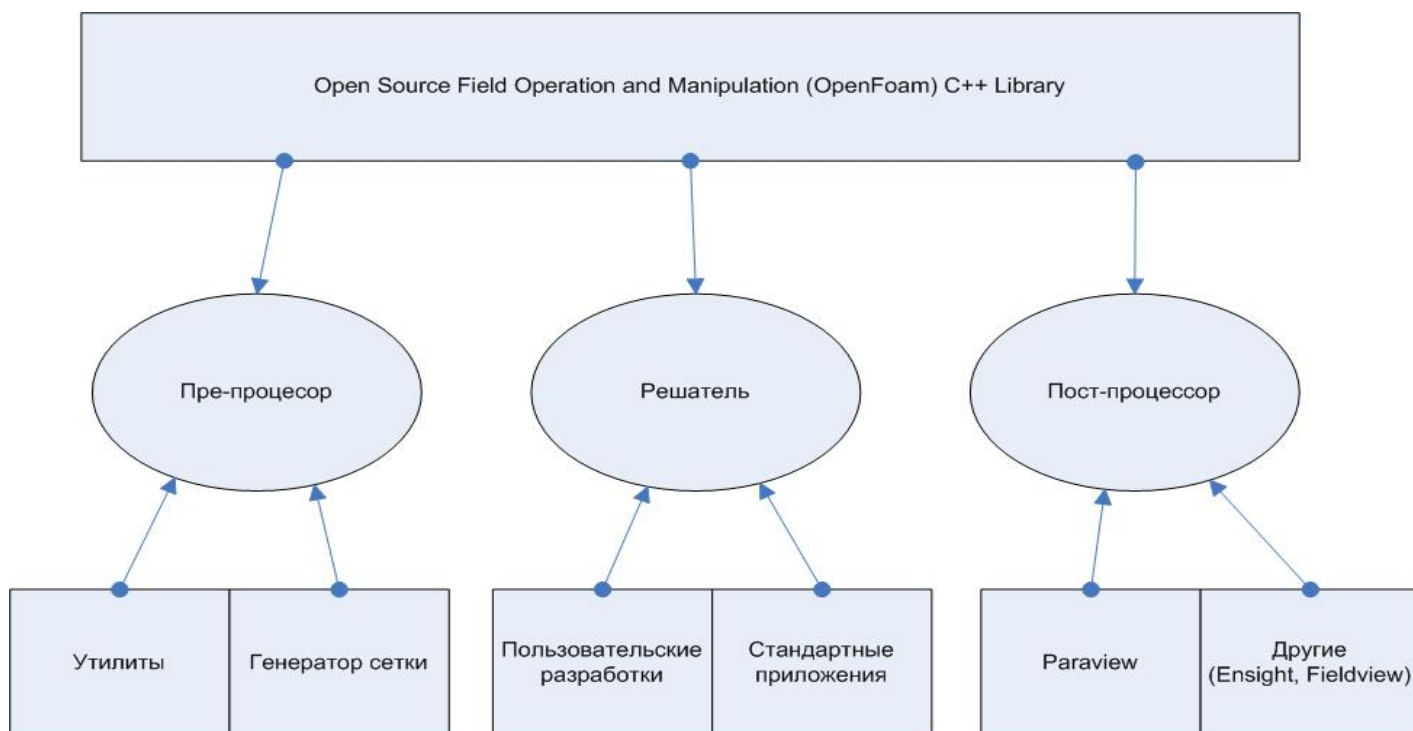 Open Source Field Operation and Manipulation (OpenFoam) C++ Library
Пре-процесор
Решатель
Пост-процессор
Утилиты
Генератор сетки
Пользовательские
разработки
Стандартные
приложения
Paraview
Другие
(Ensight, Fieldview)